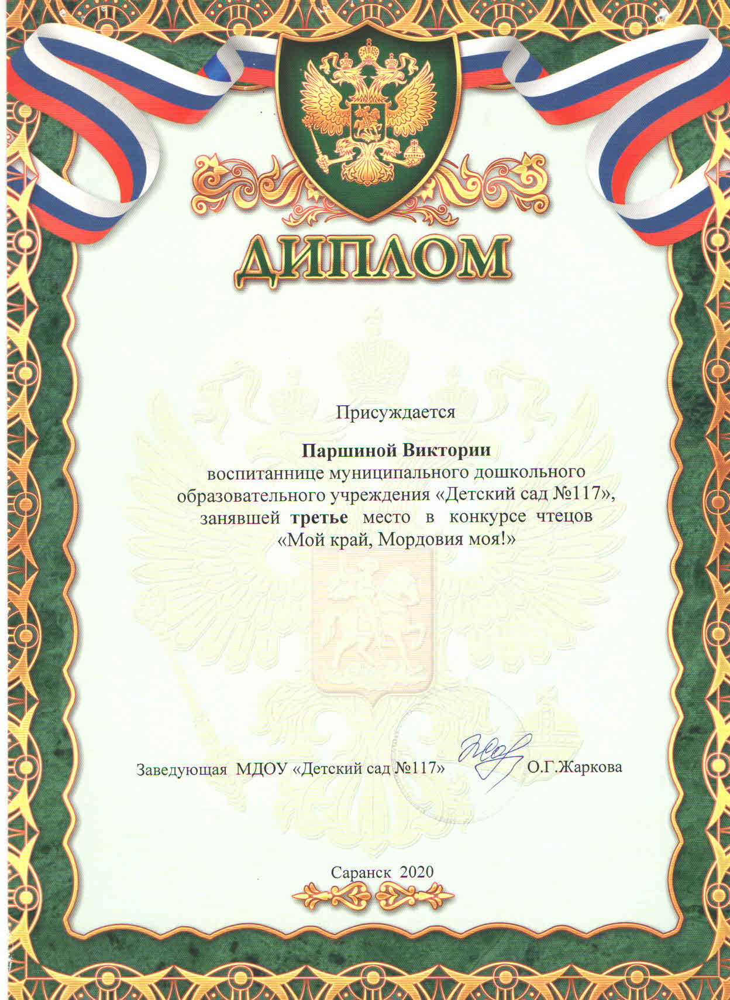 ДИПЛОМ
Присуждается
Паршиной Виктории
воспитаннице муниципального дошкольного
образовательного учреждения «Детский сад №117»,
занявшей третье место в конкурсе чтецов
«Мой край, Мордовия моя!»
Заведующая МДОУ «Детский сад №117» О.Г.Жаркова
Саранск 2020